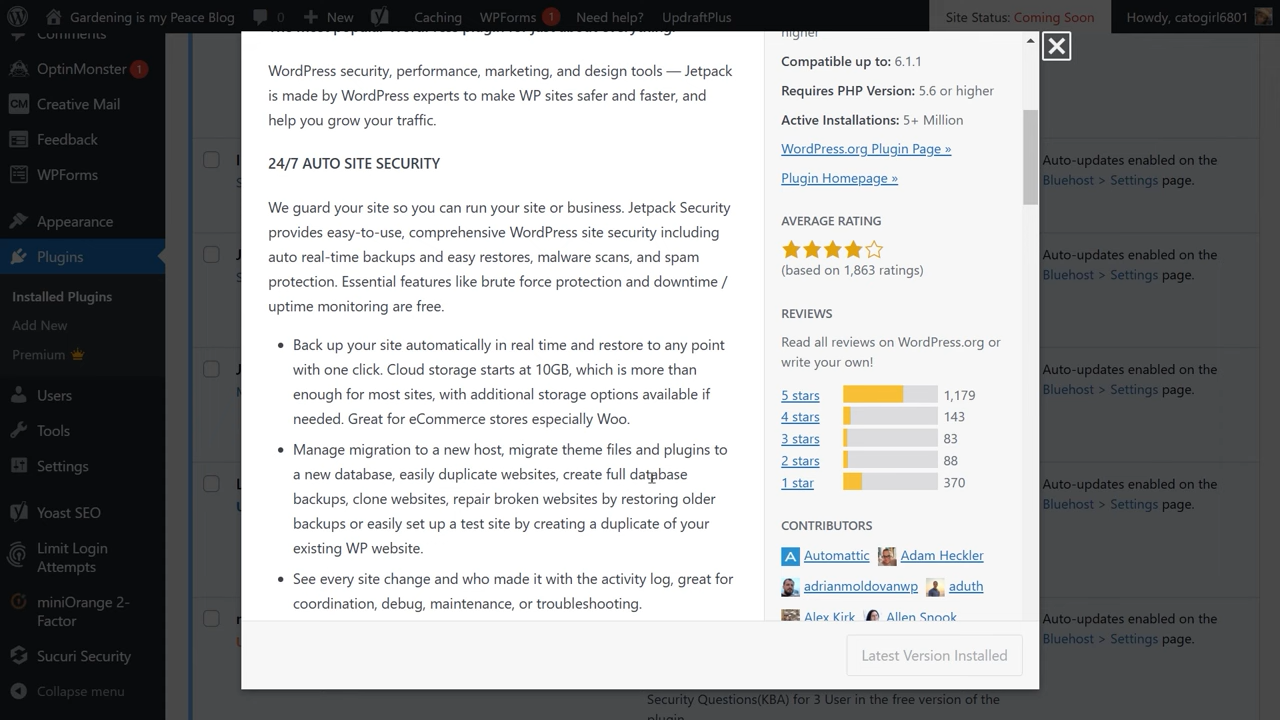 Gardening is my Peace Blog
0
New
Caching
WPForms
1
Need help?
UpdraftPlus
Site Status: Coming Soon
Howdy, catogirl6801
Comments
OptinMonster
1
CM
Creative Mail
Feedback
WPForms
Appearance
Plugins
Installed Plugins
Add New
Premium
Users
Tools
Settings
Yoast SEO
Limit Login
Attempts
miniOrange 2-
Factor
Sucuri Security
Collapse menu
The most popular WordPress plugin for just about everything.
WordPress security, performance, marketing, and design tools — Jetpack
is made by WordPress experts to make WP sites safer and faster, and
help you grow your traffic.
24/7 AUTO SITE SECURITY
We guard your site so you can run your site or business. Jetpack Security
provides easy-to-use, comprehensive WordPress site security including
auto real-time backups and easy restores, malware scans, and spam
protection. Essential features like brute force protection and downtime /
uptime monitoring are free.
Back up your site automatically in real time and restore to any point
with one click. Cloud storage starts at 10GB, which is more than
enough for most sites, with additional storage options available if
needed. Great for eCommerce stores especially Woo.
Manage migration to a new host, migrate theme files and plugins to
a new database, easily duplicate websites, create full database
backups, clone websites, repair broken websites by restoring older
backups or easily set up a test site by creating a duplicate of your
existing WP website.
See every site change and who made it with the activity log, great for
coordination, debug, maintenance, or troubleshooting.
higher
Compatible up to: 6.1.1
Requires PHP Version: 5.6 or higher
Active Installations: 5+ Million
WordPress.org Plugin Page »
Plugin Homepage »
AVERAGE RATING
(based on 1,863 ratings)
REVIEWS
Read all reviews on WordPress.org or
write your own!
5 stars 1,179
4 stars 143
3 stars 83
2 stars 88
1 star 370
CONTRIBUTORS
Automattic Adam Heckler
adrianmoldovanwp aduth
Alex Kirk Allen Snook
Latest Version Installed
Auto-updates enabled on the
Bluehost > Settings page.
Auto-updates enabled on the
Bluehost > Settings page.
Auto-updates enabled on the
Bluehost > Settings page.
Auto-updates enabled on the
Bluehost > Settings page.
Auto-updates enabled on the
Bluehost > Settings page.
Security Questions(KBA) for 3 User in the free version of the
plugin